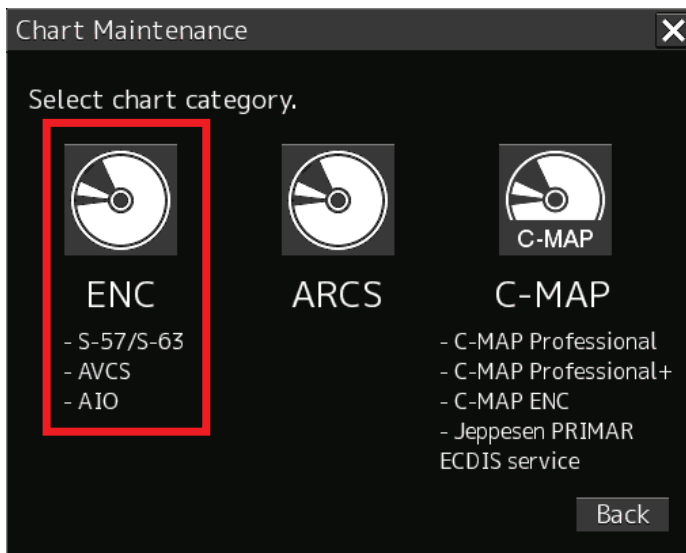 Chart Maintenance
Select chart category.
ENC
- S-57/S-63
- AVCS
- AIO
ARCS
C-MAP
C-MAP
- C-MAP Professional
- C-MAP Professional+
- C-MAP ENC
- Jeppesen PRIMAR
ECDIS service
Back